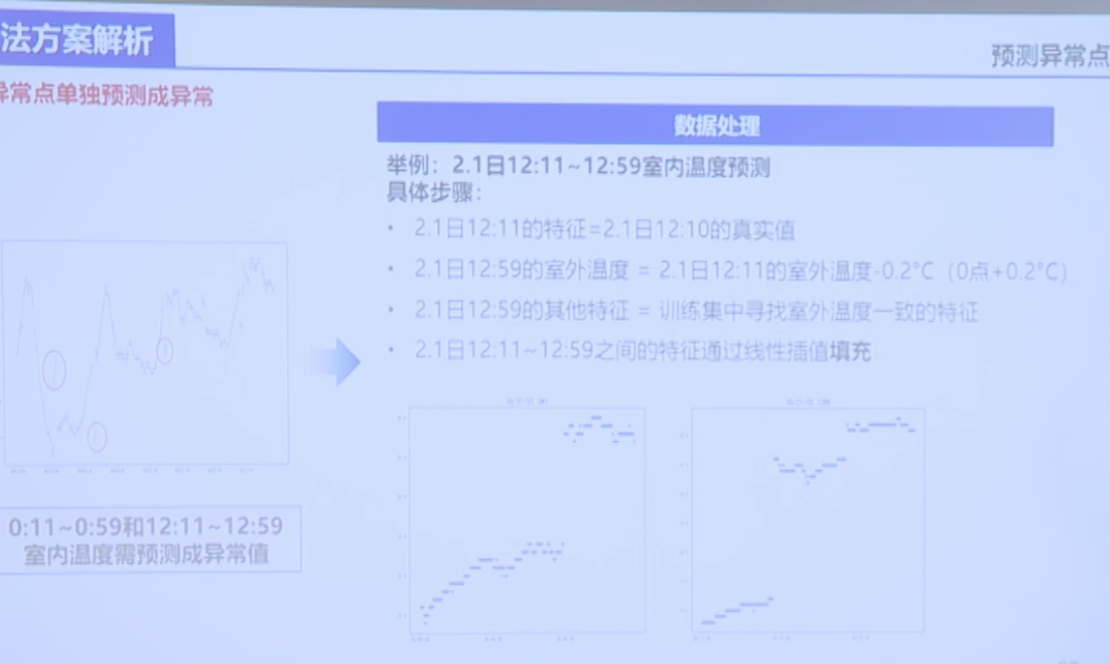 法方案解析
预测异常点
异常点单独预测成异常
数据处理
举例：2.1日12:11~12:59室内温度预测
具体步骤：
• 2.1日12:11的特征=2.1日12:10的真实值
• 2.1日12:59的室外温度 = 2.1日12:11的室外温度-0.2°C（0点+0.2°C）
• 2.1日12:59的其他特征 = 训练集中寻找室外温度一致的特征
• 2.1日12:11~12:59之间的特征通过线性插值填充
0:11~0:59和12:11~12:59
室内温度需预测成异常值